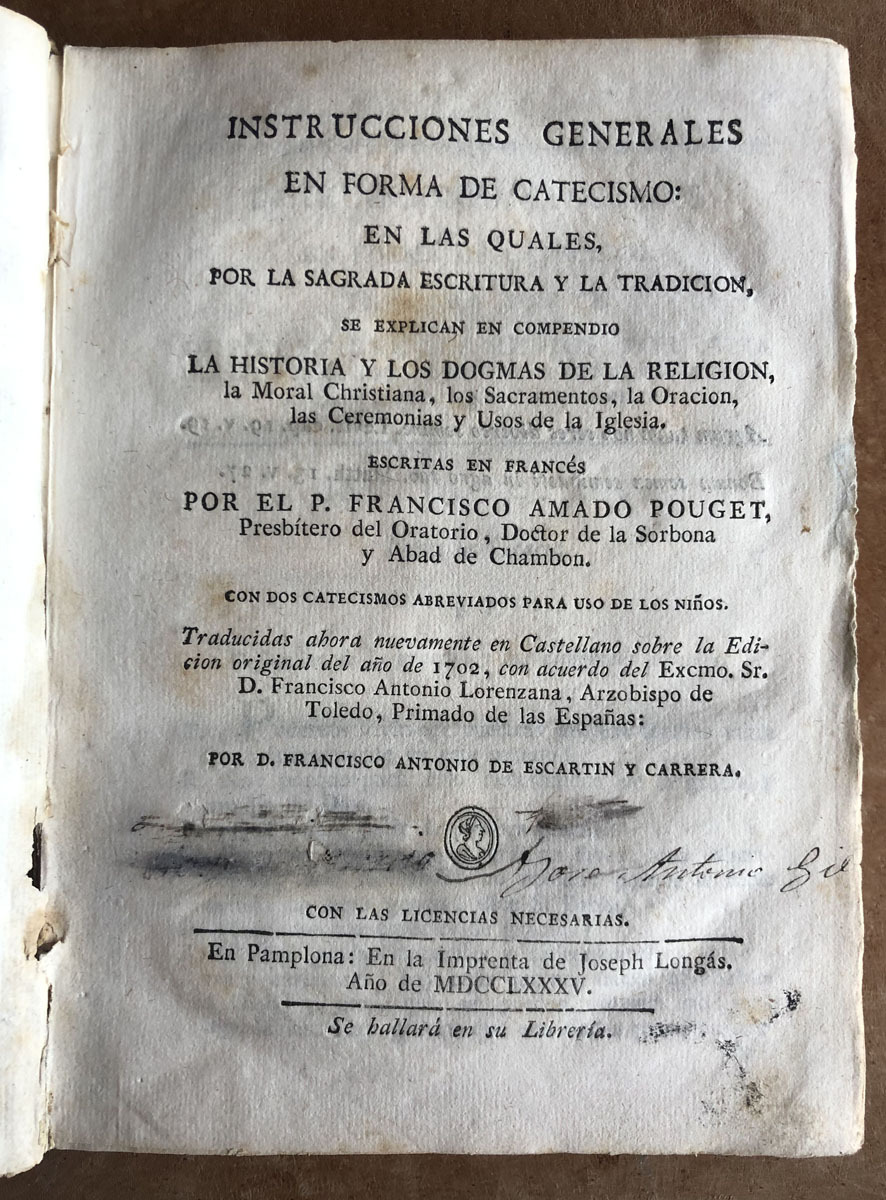 INSTRUCCIONES GENERALES
EN FORMA DE CATECISMO:
EN LAS QUALES,
POR LA SAGRADA ESCRITURA Y LA TRADICION,
SE EXPLICAN EN COMPENDIO
LA HISTORIA Y LOS DOGMAS DE LA RELIGION,
la Moral Christiana, los Sacramentos, la Oracion,
las Ceremonias y Usos de la Iglesia.
ESCRITAS EN FRANCéS
POR EL P. FRANCISCO AMADO POUGET,
Presbítero del Oratorio, Doctor de la Sorbona
y Abad de Chambon.
CON DOS CATECISMOS ABREVIADOS PARA USO DE LOS NIñOS.
Traducidas ahora nuevamente en Castellano sobre la Edi-
cion original del año de 1702, con acuerdo del Excmo. Sr.
D. Francisco Antonio Lorenzana, Arzobispo de
Toledo, Primado de las Españas:
POR D. FRANCISCO ANTONIO DE ESCARTIN Y CARRERA.
Jose Antonio Gil
CON LAS LICENCIAS NECESARIAS.
En Pamplona: En la Imprenta de Joseph Longás.
Año de MDCCLXXXV.
Se hallará en su Librería.